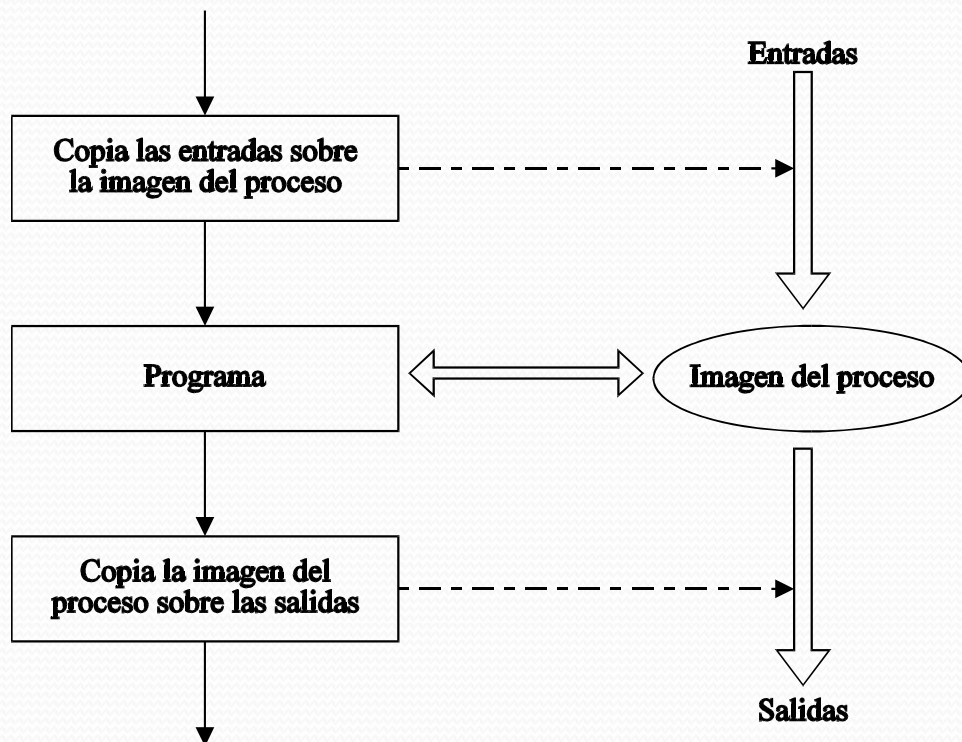 Entradas
Copia las entradas sobre
la imagen del proceso
Programa
Imagen del proceso
Copia la imagen del
proceso sobre las salidas
Salidas